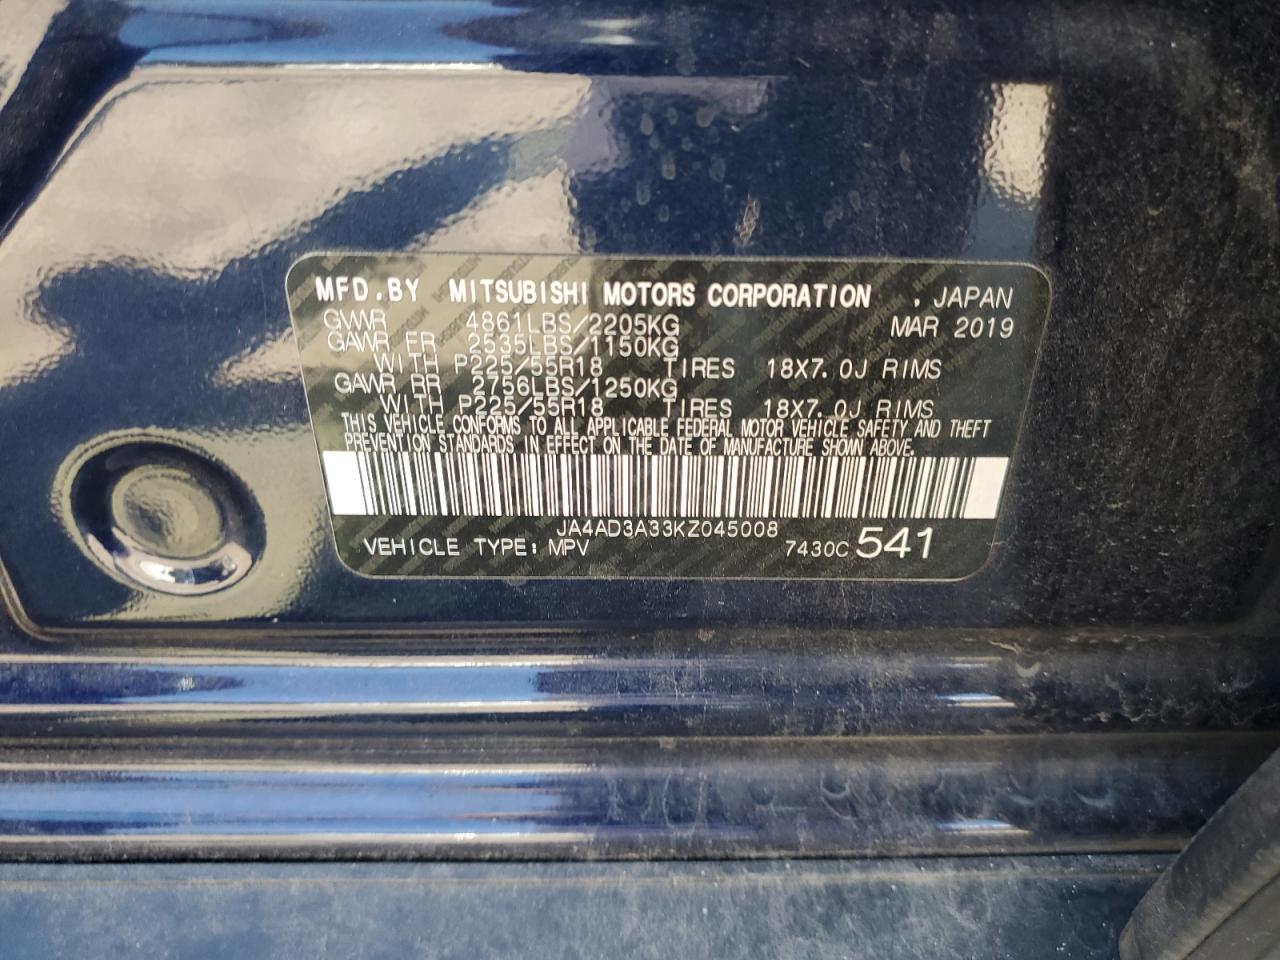 MFD.BY MITSUBISHI MOTORS CORPORATION , JAPAN
GVWR 4861LBS/2205KG MAR 2019
GAWR FR 2535LBS/1150KG
WITH P225/55R18 TIRES 18X7.0J RIMS
GAWR RR 2756LBS/1250KG
WITH P225/55R18 TIRES 18X7.0J RIMS
THIS VEHICLE CONFORMS TO ALL APPLICABLE FEDERAL MOTOR VEHICLE SAFETY AND THEFT
PREVENTION STANDARDS IN EFFECT ON THE DATE OF MANUFACTURE SHOWN ABOVE.
JA4AD3A33KZ045008
VEHICLE TYPE: MPV 7430C 541